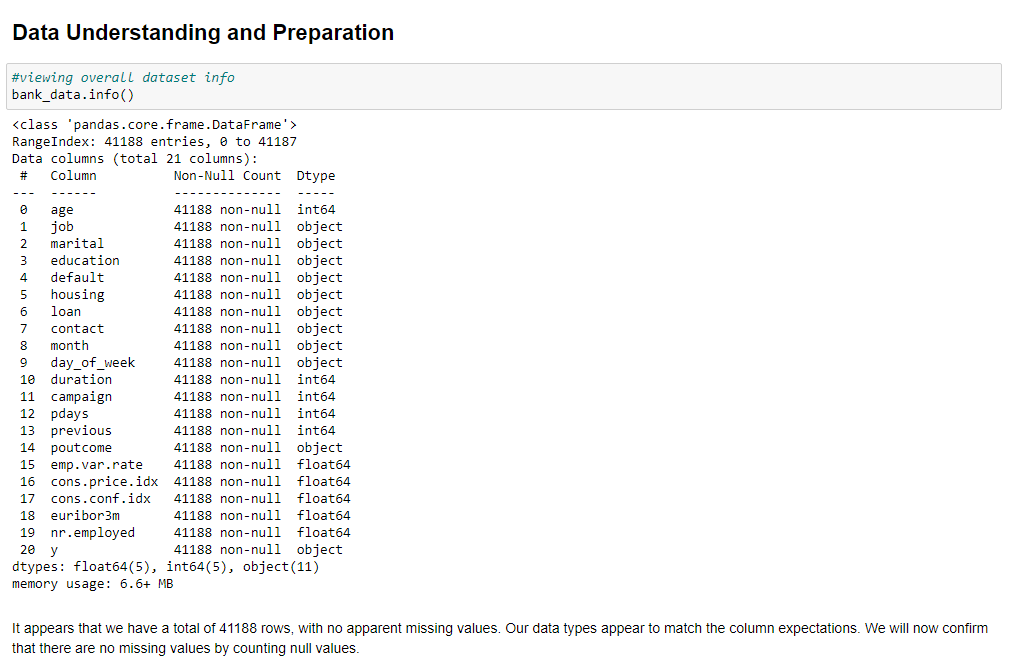 Data Understanding and Preparation
#viewing overall dataset info
bank_data.info()
<class 'pandas.core.frame.DataFrame'>
RangeIndex: 41188 entries, 0 to 41187
Data columns (total 21 columns):
 #   Column          Non-Null Count  Dtype
---  ------          --------------  -----
 0   age             41188 non-null  int64
 1   job             41188 non-null  object
 2   marital         41188 non-null  object
 3   education       41188 non-null  object
 4   default         41188 non-null  object
 5   housing         41188 non-null  object
 6   loan            41188 non-null  object
 7   contact         41188 non-null  object
 8   month           41188 non-null  object
 9   day_of_week     41188 non-null  object
 10  duration        41188 non-null  int64
 11  campaign        41188 non-null  int64
 12  pdays           41188 non-null  int64
 13  previous        41188 non-null  int64
 14  poutcome        41188 non-null  object
 15  emp.var.rate    41188 non-null  float64
 16  cons.price.idx  41188 non-null  float64
 17  cons.conf.idx   41188 non-null  float64
 18  euribor3m       41188 non-null  float64
 19  nr.employed     41188 non-null  float64
 20  y               41188 non-null  object
dtypes: float64(5), int64(5), object(11)
memory usage: 6.6+ MB
It appears that we have a total of 41188 rows, with no apparent missing values. Our data types appear to match the column expectations. We will now confirm
that there are no missing values by counting null values.